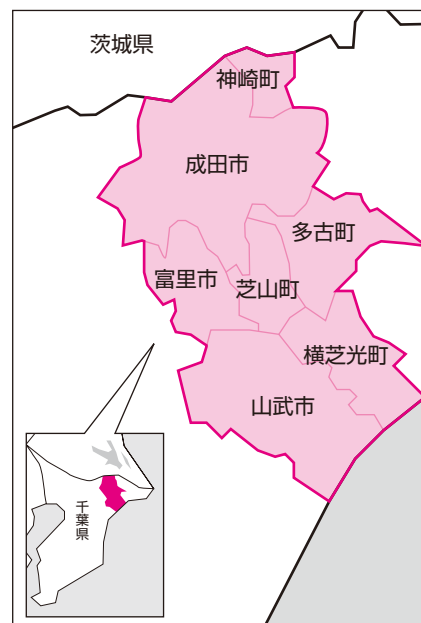 茨城県
神崎町
成田市
多古町
富里市
芝山町
横芝光町
山武市
千葉県